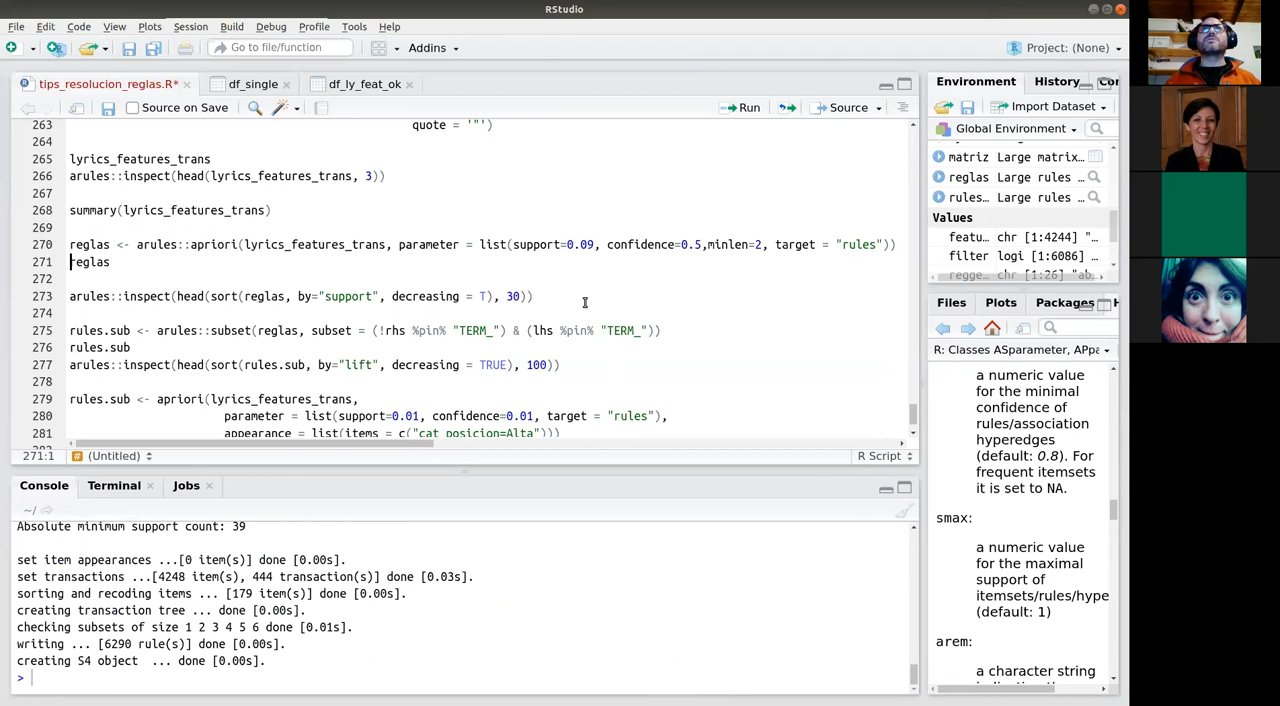 RStudio
File Edit Code View Plots Session Build Debug Profile Tools Help
Go to file/function Addins Project: (None)
tips_resolucion_reglas.R* df_single df_ly_feat_ok
Source on Save Run Source
263 quote = '"')
264
265 lyrics_features_trans
266 arules::inspect(head(lyrics_features_trans, 3))
267
268 summary(lyrics_features_trans)
269
270 reglas <- arules::apriori(lyrics_features_trans, parameter = list(support=0.09, confidence=0.5,minlen=2, target = "rules"))
271 reglas
272
273 arules::inspect(head(sort(reglas, by="support", decreasing = T), 30))
274
275 rules.sub <- arules::subset(reglas, subset = (!rhs %pin% "TERM_") & (lhs %pin% "TERM_"))
276 rules.sub
277 arules::inspect(head(sort(rules.sub, by="lift", decreasing = TRUE), 100))
278
279 rules.sub <- apriori(lyrics_features_trans,
280 parameter = list(support=0.01, confidence=0.01, target = "rules"),
281 appearance = list(items = c("cat_posicion=Alta")))
271:1 (Untitled) R Script
Console Terminal Jobs
~/
Absolute minimum support count: 39
set item appearances ...[0 item(s)] done [0.00s].
set transactions ...[4248 item(s), 444 transaction(s)] done [0.03s].
sorting and recoding items ... [179 item(s)] done [0.00s].
creating transaction tree ... done [0.00s].
checking subsets of size 1 2 3 4 5 6 done [0.01s].
writing ... [6290 rule(s)] done [0.00s].
creating S4 object ... done [0.00s].
>
Environment History
Import Dataset
Global Environment
matriz Large matrix…
reglas Large rules …
rules… Large rules …
Values
featu… chr [1:4244] "…
filter logi [1:6086] …
regge… chr [1:26] "ab…
Files Plots Packages
R: Classes ASparameter, APpa
a numeric value
for the minimal
confidence of
rules/association
hyperedges
(default: 0.8). For
frequent itemsets
it is set to NA.
smax:
a numeric value
for the maximal
support of
itemsets/rules/hype
(default: 1)
arem:
a character string